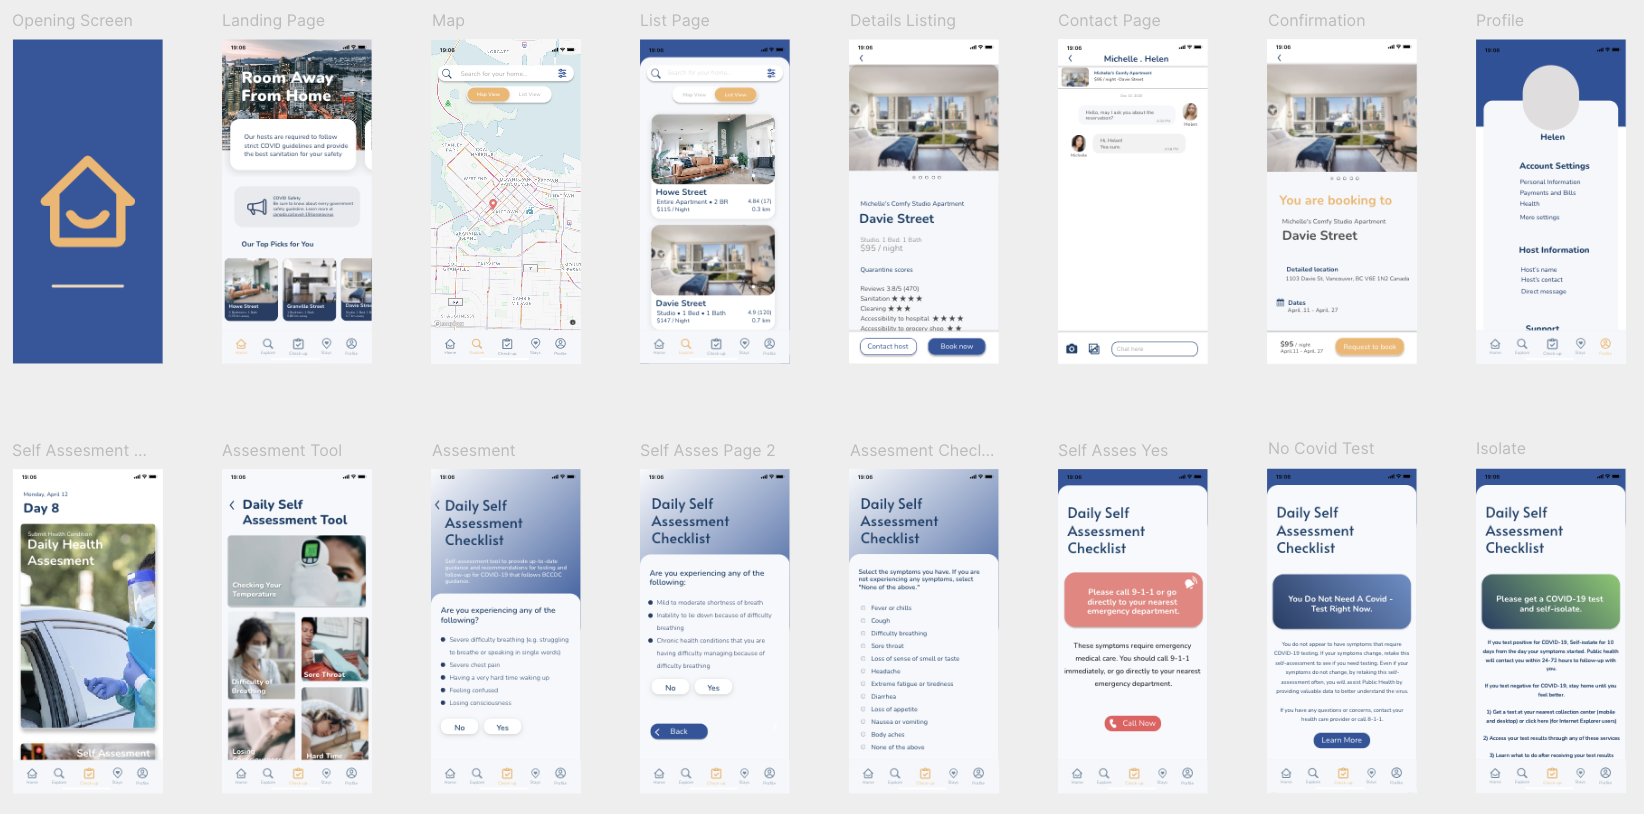 Opening Screen
Landing Page
Map
List Page
Details Listing
Contact Page
Confirmation
Profile
19:06
Room Away
From Home
Our hosts are required to follow
strict COVID guidelines and provide
the best sanitation for your safety
COVID Safety
Be sure to know about every government
safety guideline. Learn more at
Our Top Picks for You
Howe Street
Granville Street
Davie Street
Home
Explore
Check-up
Stays
Profile
19:06
Search for your home...
Map View
List View
STANLEY PARK
COAL HARBOUR
WEST END
DOWNTOWN VANCOUVER
GRANVILLE ISLAND
FAIRVIEW
CAMBIE VILLAGE
SHAUGHNESSY
Home
Explore
Check-up
Stays
Profile
19:06
Search for your home...
Map View
List View
Howe Street
Entire Apartment • 2 BR
4.84 (17)
$115 / Night
0.3 km
Davie Street
Studio • 1 Bed • 1 Bath
4.9 (120)
$147 / Night
0.7 km
Home
Explore
Check-up
Stays
Profile
19:06
Michelle's Comfy Studio Apartment
Davie Street
Studio. 1 Bed. 1 Bath
$95 / night
Quarantine scores
Reviews 3.8/5 (470)
Sanitation ★ ★ ★ ★
Cleaning ★ ★ ★
Accessibility to hospital ★ ★ ★ ★
Accessibility to grocery shop ★ ★
Contact host
Book now
19:06
Michelle . Helen
Michelle's Comfy Apartment
$95 / night ·Davie Street
Hello, may I ask you about the
reservation?
Helen
Hi, Helen!
Yes sure.
Michelle
Chat here
19:06
You are booking to
Michelle's Comfy Studio Apartment
Davie Street
Detailed location
1103 Davie St, Vancouver, BC V6E 1N2 Canada
Dates
April. 11 - April. 27
$95 / night
April, 11 - April, 27
Request to book
Helen
Account Settings
Personal Information
Payments and Bills
Health
More settings
Host Information
Host's name
Host's contact
Direct message
Support
Home
Explore
Check-up
Stays
Profile
Self Assesment ...
Assesment Tool
Assesment
Self Asses Page 2
Assesment Checl...
Self Asses Yes
No Covid Test
Isolate
19:06
Monday, April 12
Day 8
Submit Health Condition
Daily Health
Assesment
Self Assesment
Home
Explore
Check-up
Stays
Profile
19:06
Daily Self
Assessment Tool
Checking Your
Temperature
Difficulty of
Breathing
Sore Throat
Losing
Hard Time
Home
Explore
Check-up
Stays
Profile
19:06
Daily Self
Assessment
Checklist
Self-assessment tool to provide up-to-date
guidance and recommendations for testing and
follow-up for COVID-19 that follows BCCDC
guidance.
Are you experiencing any of the
following?
Severe difficulty breathing (e.g. struggling
to breathe or speaking in single words)
Severe chest pain
Having a very hard time waking up
Feeling confused
Losing consciousness
No
Yes
Home
Explore
Check-up
Stays
Profile
19:06
Daily Self
Assessment
Checklist
Are you experiencing any of the
following:
Mild to moderate shortness of breath
Inability to lie down because of difficulty
breathing
Chronic health conditions that you are
having difficulty managing because of
difficulty breathing
No
Yes
Back
Home
Explore
Check-up
Stays
Profile
19:06
Daily Self
Assessment
Checklist
Select the symptoms you have. If you are
not experiencing any symptoms, select
"None of the above."
Fever or chills
Cough
Difficulty breathing
Sore throat
Loss of sense of smell or taste
Headache
Extreme fatigue or tiredness
Diarrhea
Loss of appetite
Nausea or vomiting
Body aches
None of the above
Home
Explore
Check-up
Stays
Profile
19:06
Daily Self
Assessment
Checklist
Please call 9-1-1 or go
directly to your nearest
emergency department.
These symptoms require emergency
medical care. You should call 9-1-1
immediately, or go directly to your nearest
emergency department.
Call Now
Home
Explore
Check-up
Stays
Profile
19:06
Daily Self
Assessment
Checklist
You Do Not Need A Covid -
Test Right Now.
You do not appear to have symptoms that require
COVID-19 testing. If your symptoms change, retake this
self-assessment to see if you need testing. Even if your
symptoms do not change, by retaking this self-
assessment often, you will assist Public Health by
providing valuable data to better understand the virus.
If you have any questions or concerns, contact your
health care provider or call 8-1-1.
Learn More
Home
Explore
Check-up
Stays
Profile
19:06
Daily Self
Assessment
Checklist
Please get a COVID-19 test
and self-isolate.
If you test positive for COVID-19, Self-isolate for 10
days from the day your symptoms started. Public health
will contact you within 24-72 hours to follow-up with
you.
If you test negative for COVID-19, stay home until you
feel better.
1) Get a test at your nearest collection center (mobile
and desktop) or click here (for Internet Explorer users)
2) Access your test results through any of these services
3) Learn what to do after receiving your test results
Home
Explore
Check-up
Stays
Profile